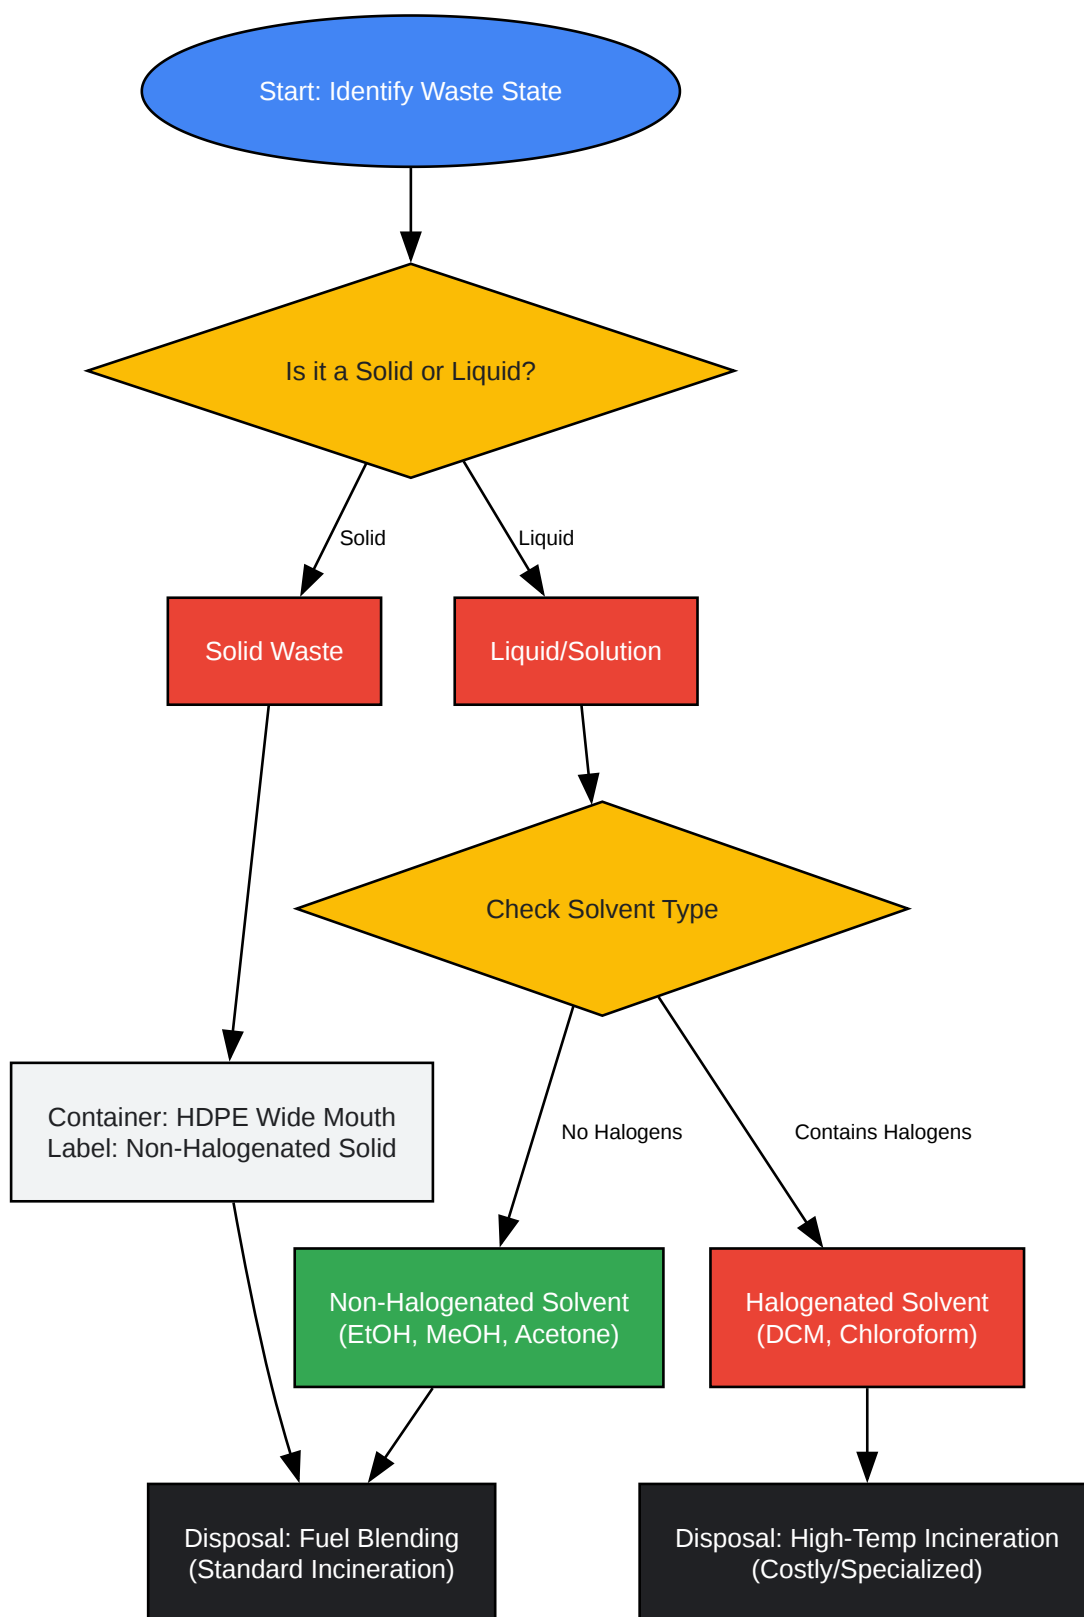 Start: Identify Waste State
Is it a Solid or Liquid?
Solid
Liquid
Solid Waste
Liquid/Solution
Check Solvent Type
Container: HDPE Wide Mouth
Label: Non-Halogenated Solid
No Halogens
Contains Halogens
Non-Halogenated Solvent
(EtOH, MeOH, Acetone)
Halogenated Solvent
(DCM, Chloroform)
Disposal: Fuel Blending
(Standard Incineration)
Disposal: High-Temp Incineration
(Costly/Specialized)